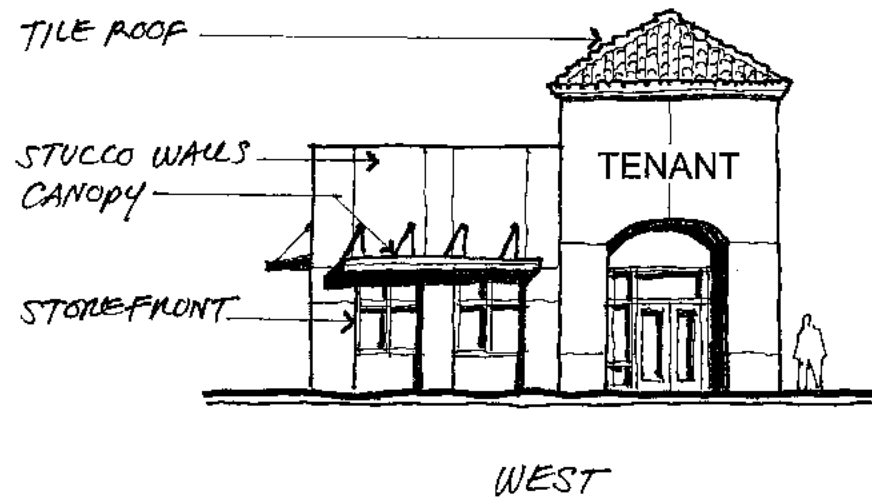 TILE ROOF
STUCCO WALLS
CANOPY
TENANT
STOREFRONT
WEST